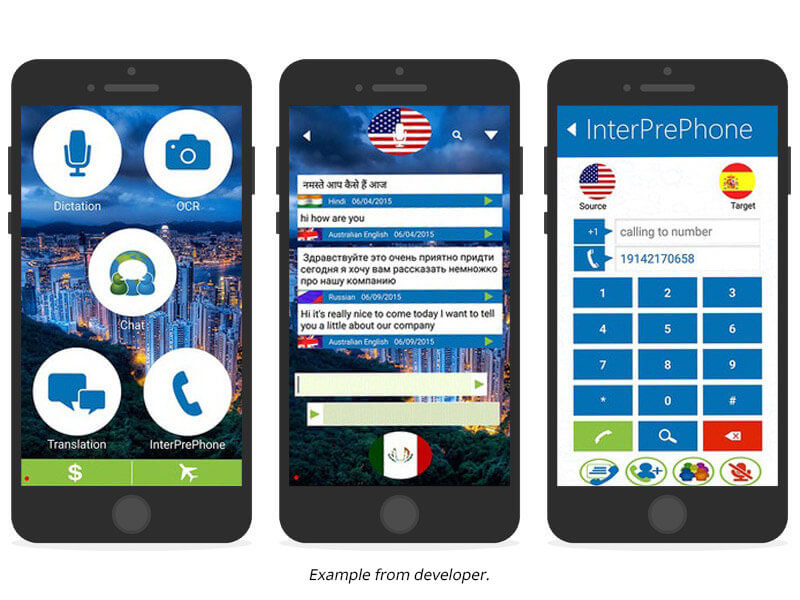 Dictation
OCR
Chat
Translation
InterPrePhone
$
नमस्ते आप कैसे हैं आज
Hindi 06/04/2015
hi how are you
Australian English 06/04/2015
Здравствуйте это очень приятно придти
сегодня я хочу вам рассказать немножко
про нашу компанию
Russian 06/09/2015
Hi it's really nice to come today I want to tell
you a little about our company
Australian English 06/09/2015
InterPrePhone
Source
Target
+1 calling to number
19142170658
1 2 3
4 5 6
7 8 9
* 0 #
Example from developer.